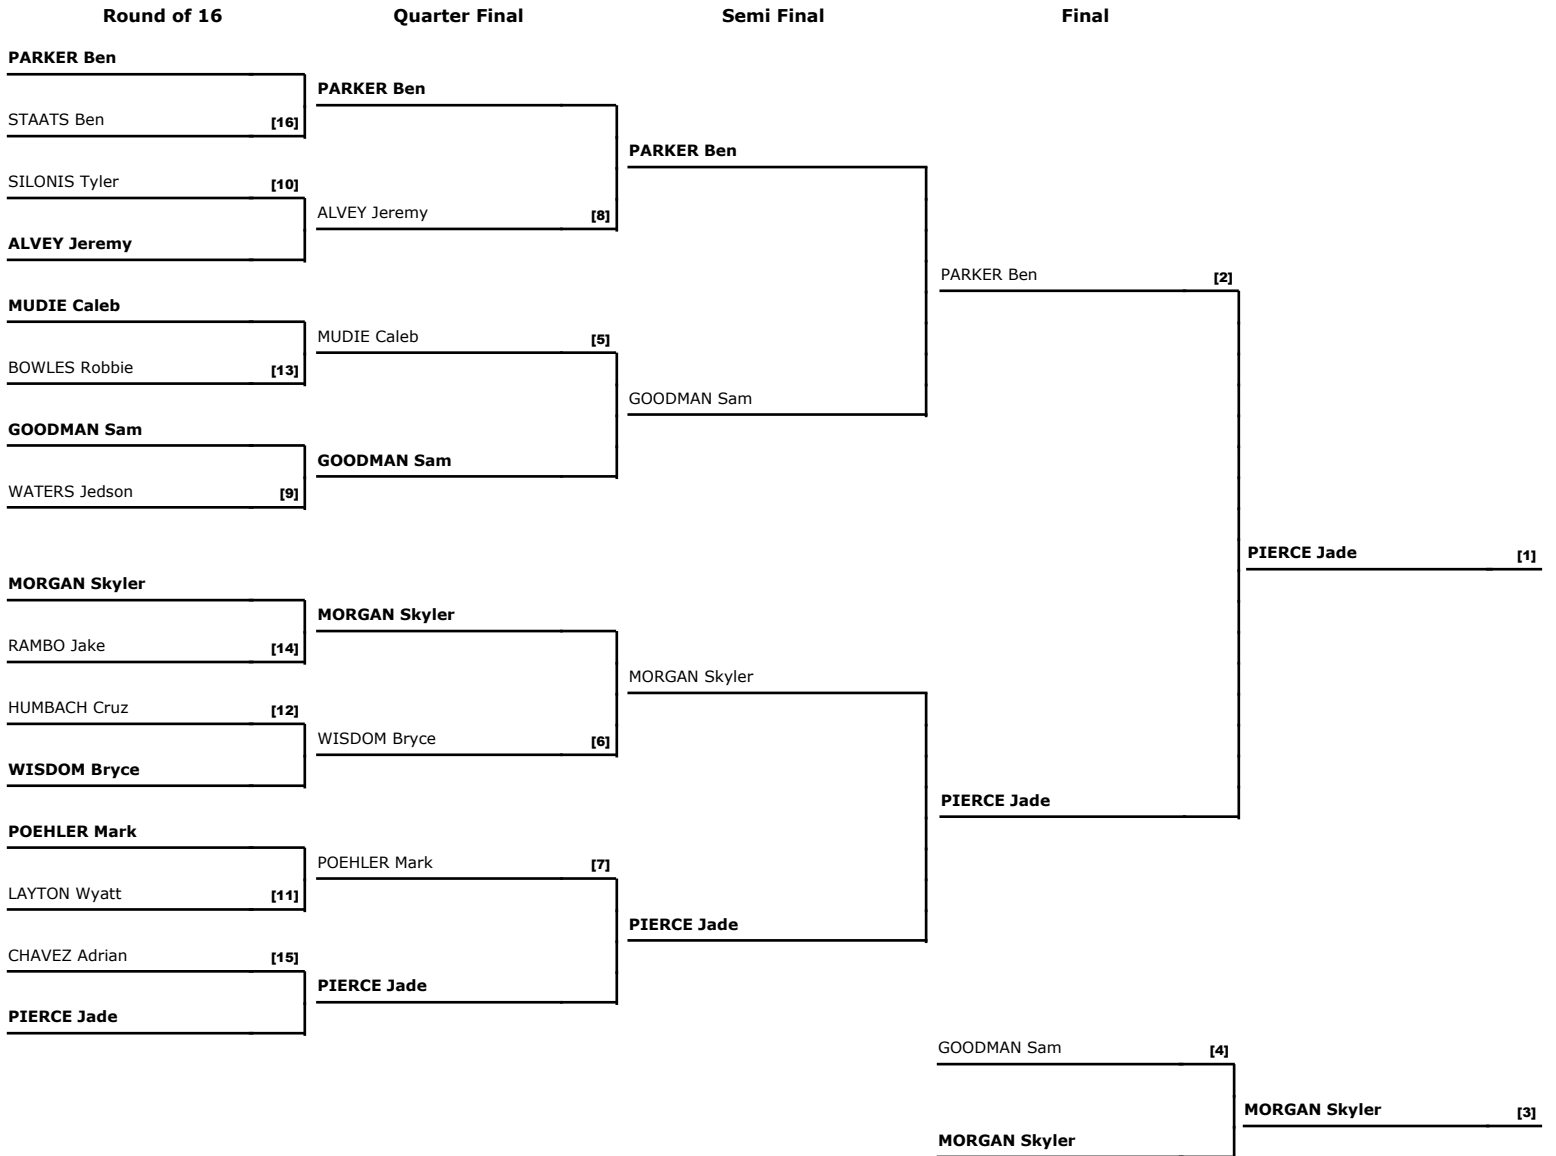 Round of 16
Quarter Final
Semi Final
Final
PARKER Ben
STAATS Ben [16]
SILONIS Tyler [10]
ALVEY Jeremy
MUDIE Caleb
BOWLES Robbie [13]
GOODMAN Sam
WATERS Jedson [9]
MORGAN Skyler
RAMBO Jake [14]
HUMBACH Cruz [12]
WISDOM Bryce
POEHLER Mark
LAYTON Wyatt [11]
CHAVEZ Adrian [15]
PIERCE Jade
PARKER Ben
ALVEY Jeremy [8]
MUDIE Caleb [5]
GOODMAN Sam
MORGAN Skyler
WISDOM Bryce [6]
POEHLER Mark [7]
PIERCE Jade
PARKER Ben
GOODMAN Sam
MORGAN Skyler
PIERCE Jade
PARKER Ben [2]
PIERCE Jade
PIERCE Jade [1]
GOODMAN Sam [4]
MORGAN Skyler
MORGAN Skyler [3]